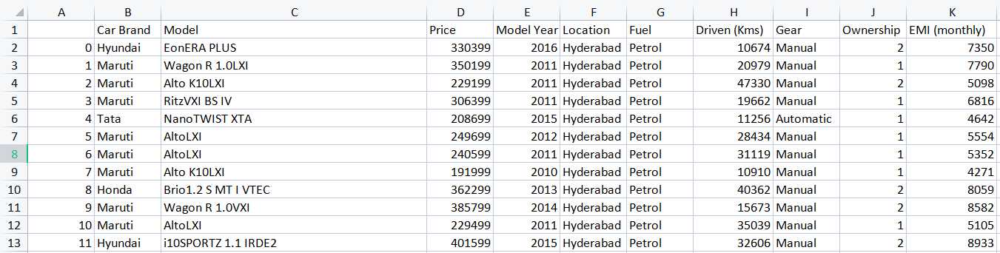 A B C D E F G H I J K
1 Car Brand Model Price Model Year Location Fuel Driven (Kms) Gear Ownership EMI (monthly)
2 0 Hyundai EonERA PLUS 330399 2016 Hyderabad Petrol 10674 Manual 2 7350
3 1 Maruti Wagon R 1.0LXI 350199 2011 Hyderabad Petrol 20979 Manual 1 7790
4 2 Maruti Alto K10LXI 229199 2011 Hyderabad Petrol 47330 Manual 2 5098
5 3 Maruti RitzVXI BS IV 306399 2011 Hyderabad Petrol 19662 Manual 1 6816
6 4 Tata NanoTWIST XTA 208699 2015 Hyderabad Petrol 11256 Automatic 1 4642
7 5 Maruti AltoLXI 249699 2012 Hyderabad Petrol 28434 Manual 1 5554
8 6 Maruti AltoLXI 240599 2011 Hyderabad Petrol 31119 Manual 1 5352
9 7 Maruti Alto K10LXI 191999 2010 Hyderabad Petrol 10910 Manual 1 4271
10 8 Honda Brio1.2 S MT I VTEC 362299 2013 Hyderabad Petrol 40362 Manual 2 8059
11 9 Maruti Wagon R 1.0VXI 385799 2014 Hyderabad Petrol 15673 Manual 2 8582
12 10 Maruti AltoLXI 229499 2011 Hyderabad Petrol 35039 Manual 1 5105
13 11 Hyundai i10SPORTZ 1.1 IRDE2 401599 2015 Hyderabad Petrol 32606 Manual 2 8933